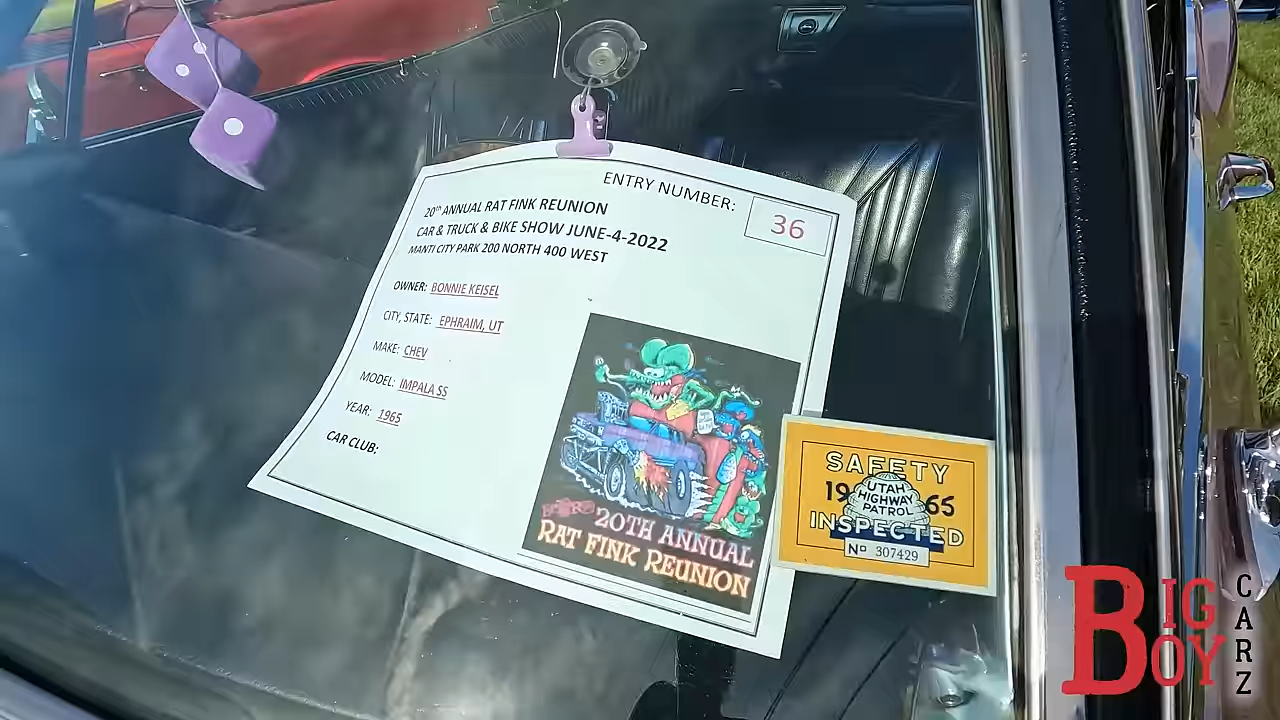 ENTRY NUMBER: 36
20th ANNUAL RAT FINK REUNION
CAR & TRUCK & BIKE SHOW JUNE-4-2022
MANTI CITY PARK 200 NORTH 400 WEST
OWNER: BONNIE KEISEL
CITY, STATE: EPHRAIM, UT
MAKE: CHEV
MODEL: IMPALA SS
YEAR: 1965
CAR CLUB:
20TH ANNUAL
RAT FINK REUNION
SAFETY
1965
UTAH
HIGHWAY
PATROL
INSPECTED
No 307429
BIG
BOY
CARZ